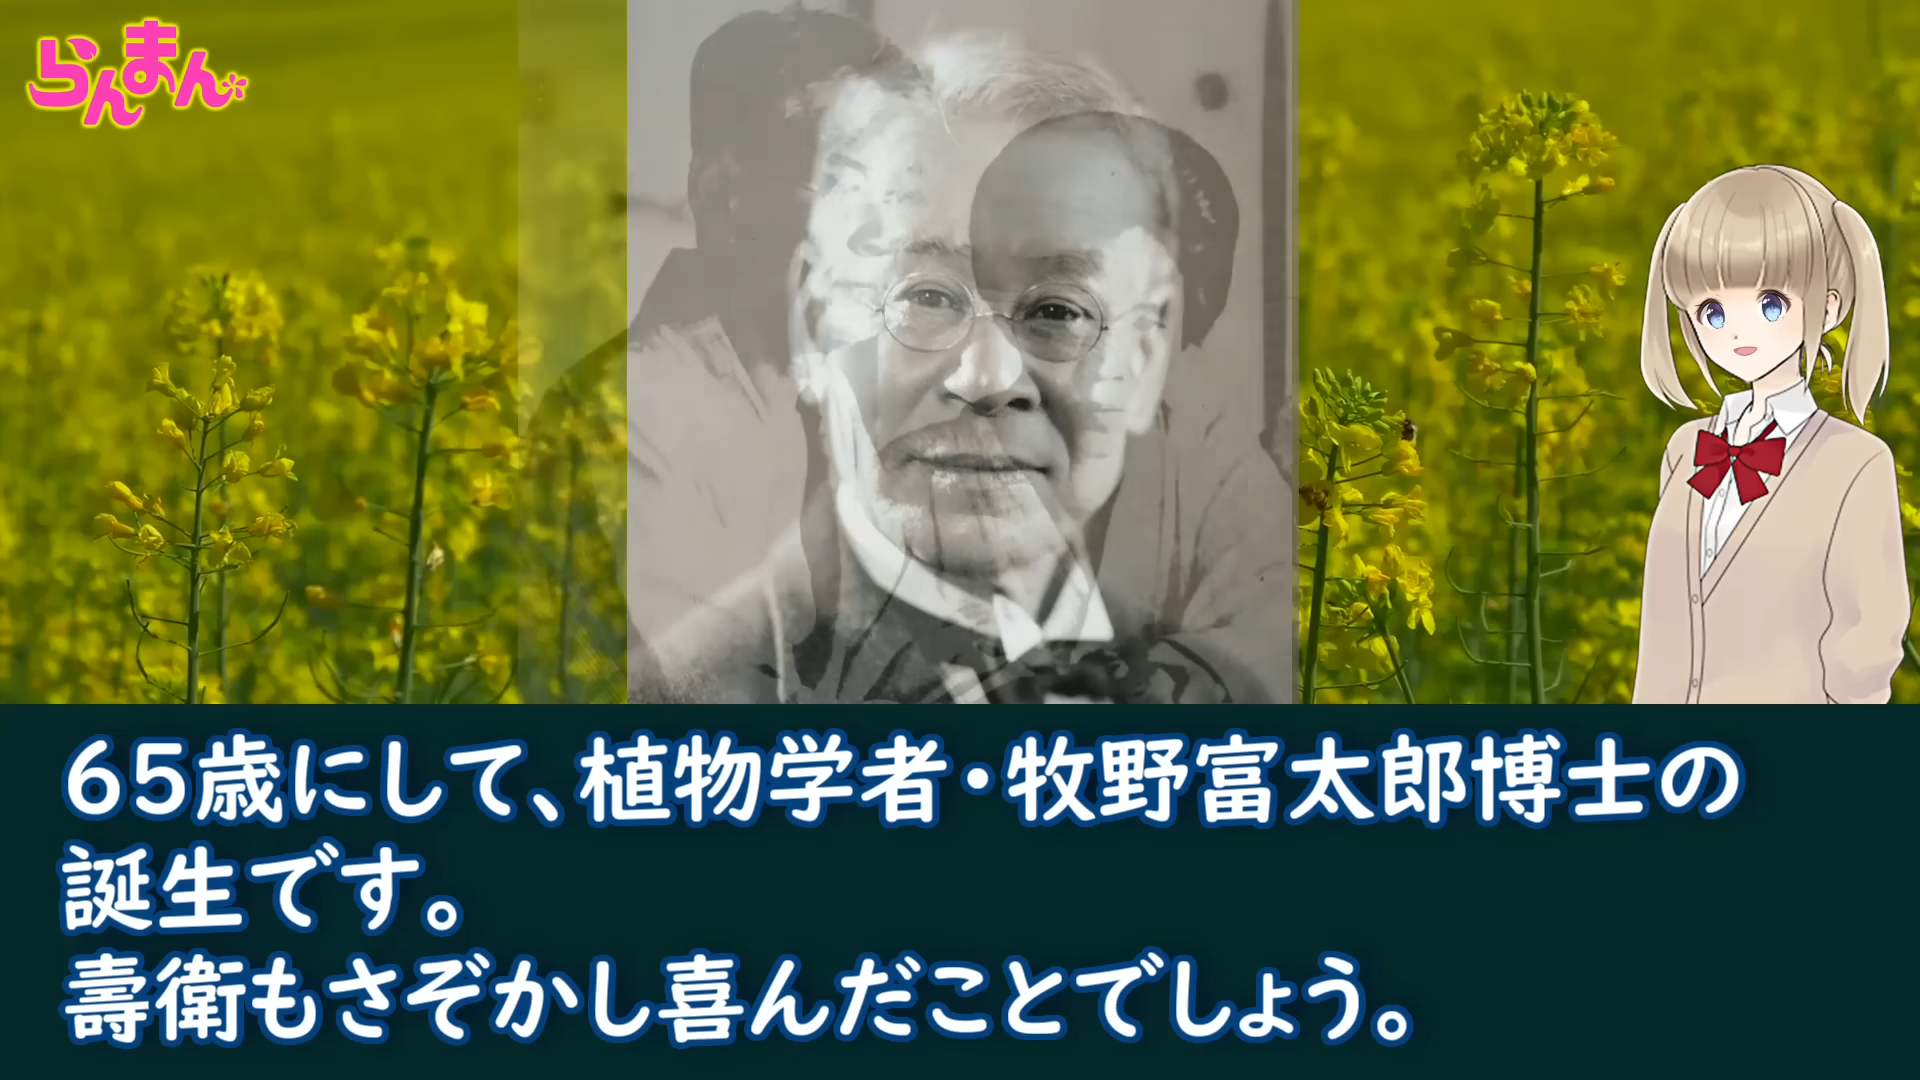 らんまん
65歳にして、植物学者・牧野富太郎博士の
誕生です。
壽衛もさぞかし喜んだことでしょう。